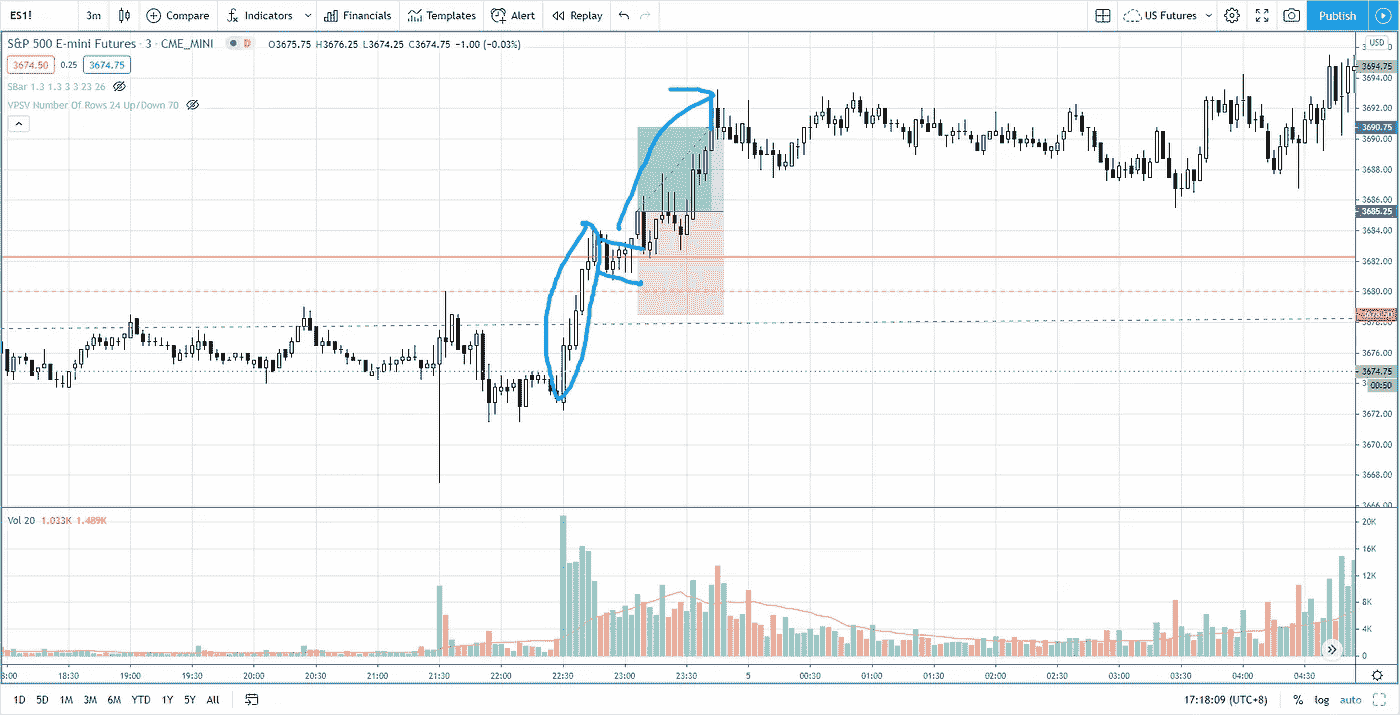 ES1! 3m Compare Indicators Financials Templates Alert Replay US Futures Publish
S&P 500 E-mini Futures · 3 · CME_MINI D O3675.75 H3676.25 L3674.25 C3674.75 −1.00 (−0.03%) USD
3674.50 0.25 3674.75
SBar 1.3 1.3 3 3 23 26
VPSV Number Of Rows 24 Up/Down 70
3694.75
3694.00
3692.00
3690.75
3690.00
3688.00
3686.00
3685.25
3684.00
3682.00
3680.00
3676.00
3674.75
00:50
3672.00
3670.00
3668.00
3666.00
Vol 20 1.033K 1.489K
20K
16K
12K
8K
4K
0
18:30 19:00 19:30 20:00 20:30 21:00 21:30 22:00 22:30 23:00 23:30 5 00:30 01:00 01:30 02:00 02:30 03:00 03:30 04:00 04:30
1D 5D 1M 3M 6M YTD 1Y 5Y All 17:18:09 (UTC+8) % log auto